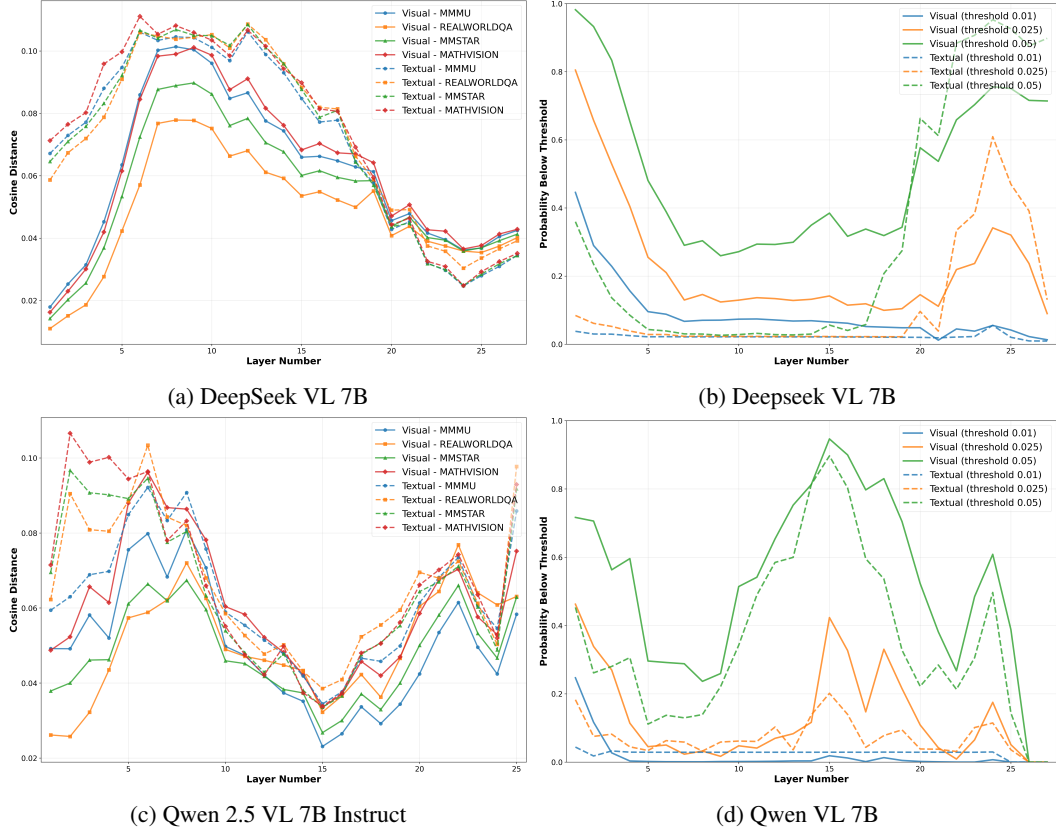 Cosine Distance
0.10
0.08
0.06
0.04
0.02
5
10
15
20
25
Layer Number
Visual - MMMU
Visual - REALWORLDQA
Visual - MMSTAR
Visual - MATHVISION
Textual - MMMU
Textual - REALWORLDQA
Textual - MMSTAR
Textual - MATHVISION
(a) DeepSeek VL 7B
Probability Below Threshold
1.0
0.8
0.6
0.4
0.2
0.0
5
10
15
20
25
Layer Number
Visual (threshold 0.01)
Visual (threshold 0.025)
Visual (threshold 0.05)
Textual (threshold 0.01)
Textual (threshold 0.025)
Textual (threshold 0.05)
(b) Deepseek VL 7B
Cosine Distance
0.10
0.08
0.06
0.04
0.02
5
10
15
20
25
Layer Number
Visual - MMMU
Visual - REALWORLDQA
Visual - MMSTAR
Visual - MATHVISION
Textual - MMMU
Textual - REALWORLDQA
Textual - MMSTAR
Textual - MATHVISION
(c) Qwen 2.5 VL 7B Instruct
Probability Below Threshold
1.0
0.8
0.6
0.4
0.2
0.0
5
10
15
20
25
Layer Number
Visual (threshold 0.01)
Visual (threshold 0.025)
Visual (threshold 0.05)
Textual (threshold 0.01)
Textual (threshold 0.025)
Textual (threshold 0.05)
(d) Qwen VL 7B